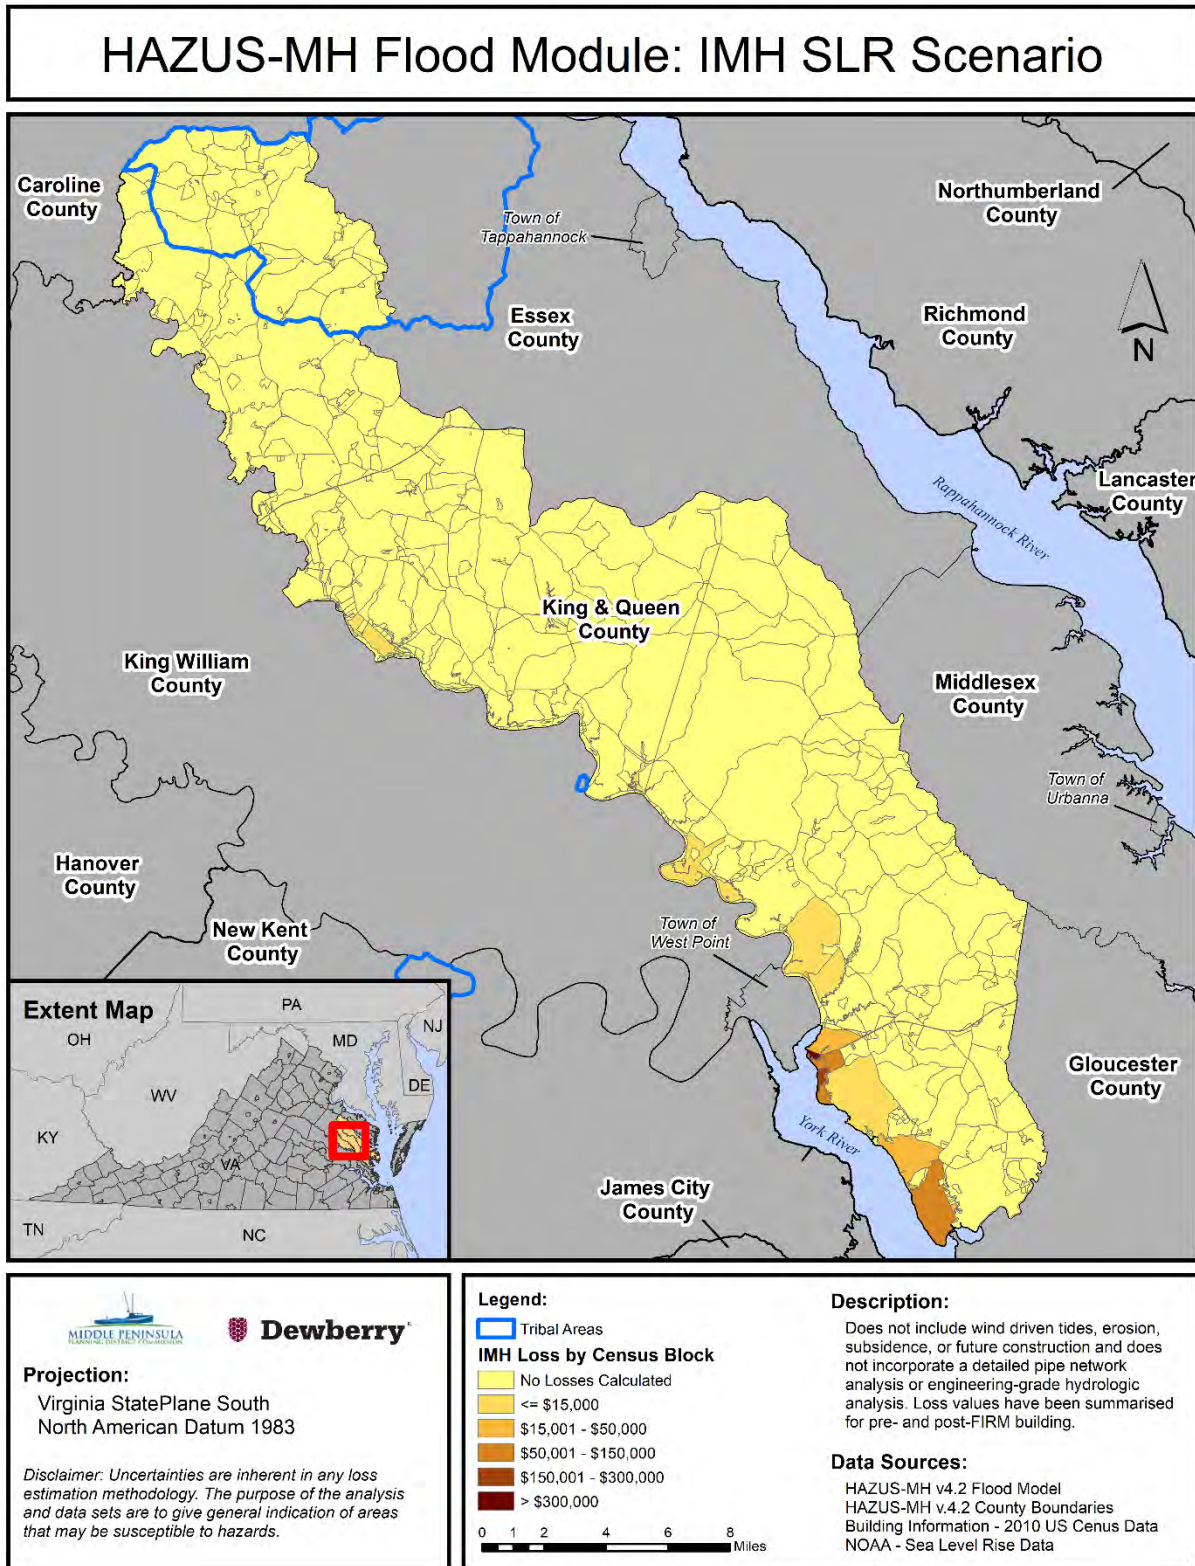 HAZUS-MH Flood Module: IMH SLR Scenario
Caroline
County
Northumberland
County
Town of
Tappahannock
Essex
County
Richmond
County
N
Lancaster
County
Rappahannock River
King & Queen
County
King William
County
Middlesex
County
Town of
Urbanna
Hanover
County
New Kent
County
Town of
West Point
Gloucester
County
York River
James City
County
Extent Map
PA
OH
MD
NJ
DE
WV
KY
VA
TN
NC
MIDDLE PENINSULA
PLANNING DISTRICT COMMISSION
Dewberry
Projection:
Virginia StatePlane South
North American Datum 1983
Disclaimer: Uncertainties are inherent in any loss
estimation methodology. The purpose of the analysis
and data sets are to give general indication of areas
that may be susceptible to hazards.
Legend:
Tribal Areas
IMH Loss by Census Block
No Losses Calculated
<= $15,000
$15,001 - $50,000
$50,001 - $150,000
$150,001 - $300,000
> $300,000
0 1 2 4 6 8
Miles
Description:
Does not include wind driven tides, erosion,
subsidence, or future construction and does
not incorporate a detailed pipe network
analysis or engineering-grade hydrologic
analysis. Loss values have been summarised
for pre- and post-FIRM building.
Data Sources:
HAZUS-MH v4.2 Flood Model
HAZUS-MH v.4.2 County Boundaries
Building Information - 2010 US Cenus Data
NOAA - Sea Level Rise Data